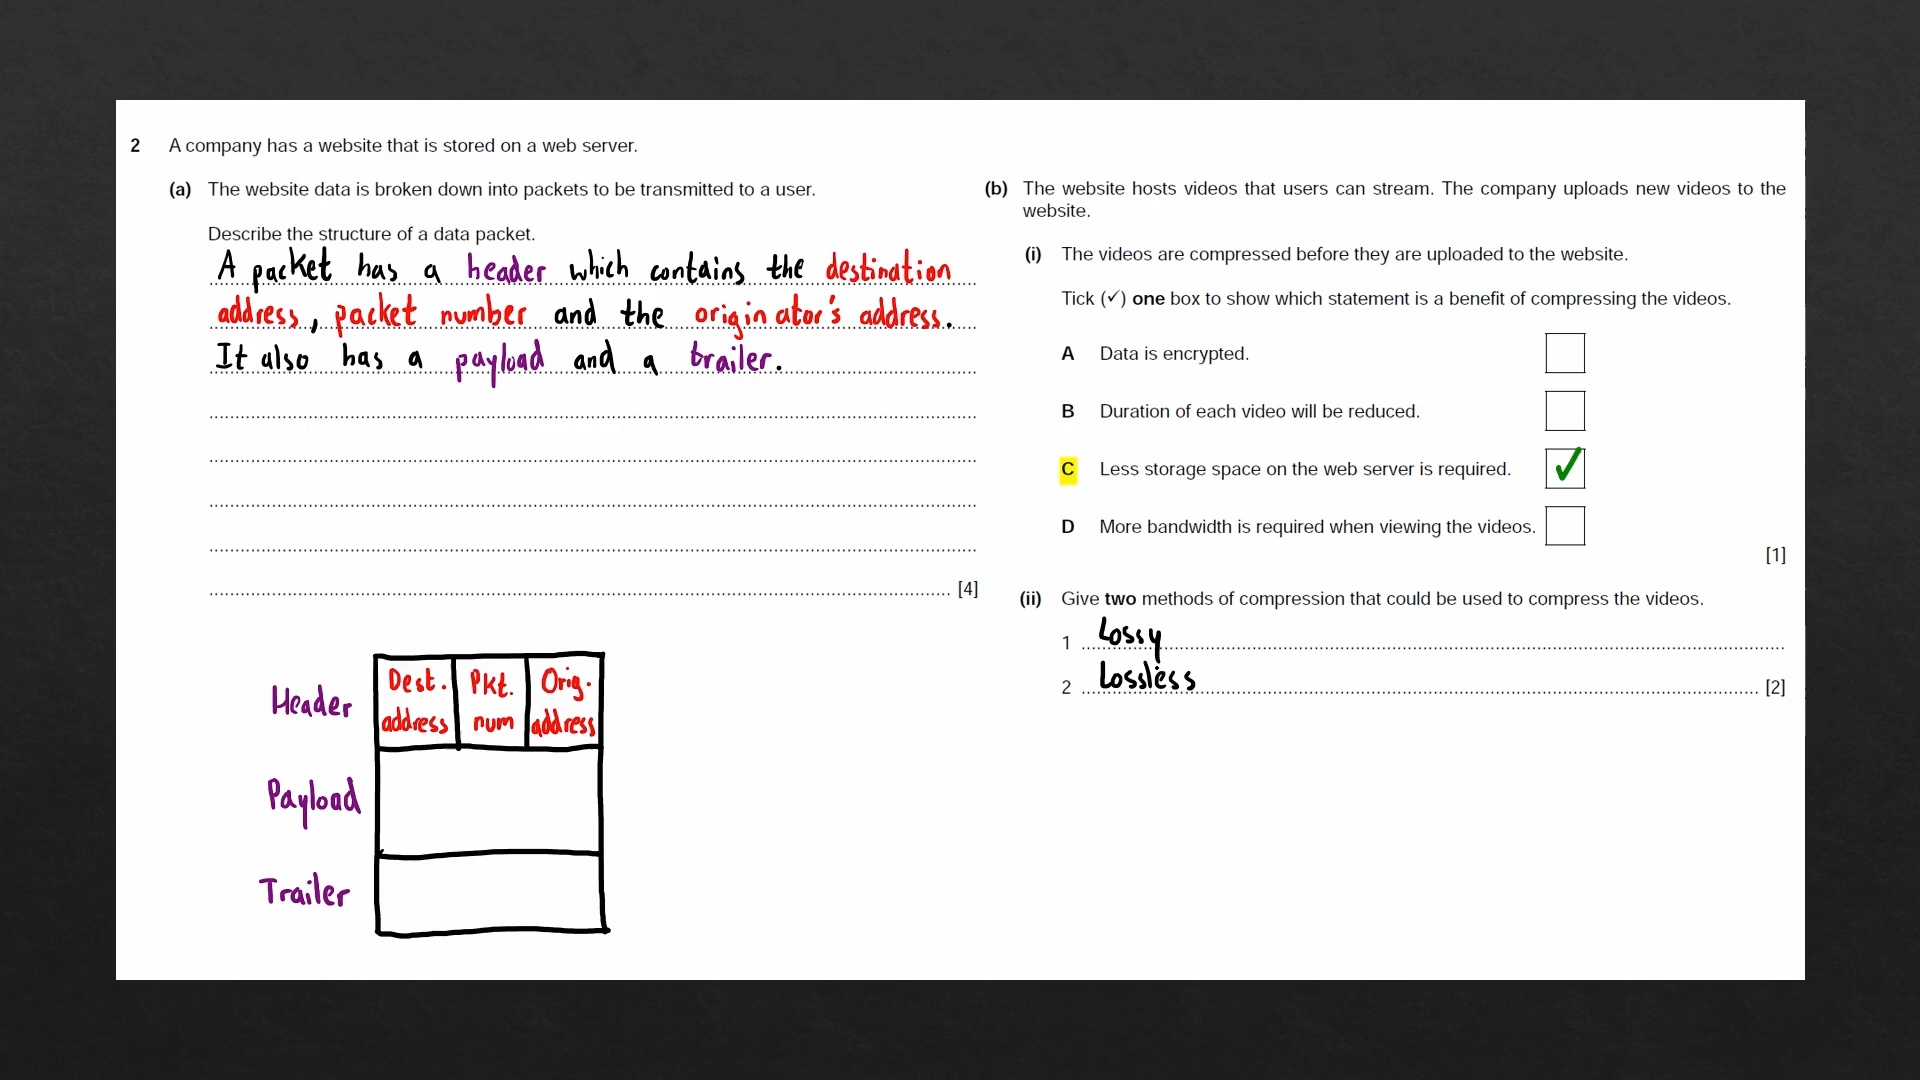 2 A company has a website that is stored on a web server.
(a) The website data is broken down into packets to be transmitted to a user.
Describe the structure of a data packet.
A packet has a header which contains the destination
address, packet number and the originator's address.
It also has a payload and a trailer.
[4]
Header
Dest. address
Pkt. num
Orig. address
Payload
Trailer
(b) The website hosts videos that users can stream. The company uploads new videos to the
website.
(i) The videos are compressed before they are uploaded to the website.
Tick (✓) one box to show which statement is a benefit of compressing the videos.
A Data is encrypted.
B Duration of each video will be reduced.
C Less storage space on the web server is required. ✓
D More bandwidth is required when viewing the videos.
[1]
(ii) Give two methods of compression that could be used to compress the videos.
1 Lossy
2 Lossless [2]